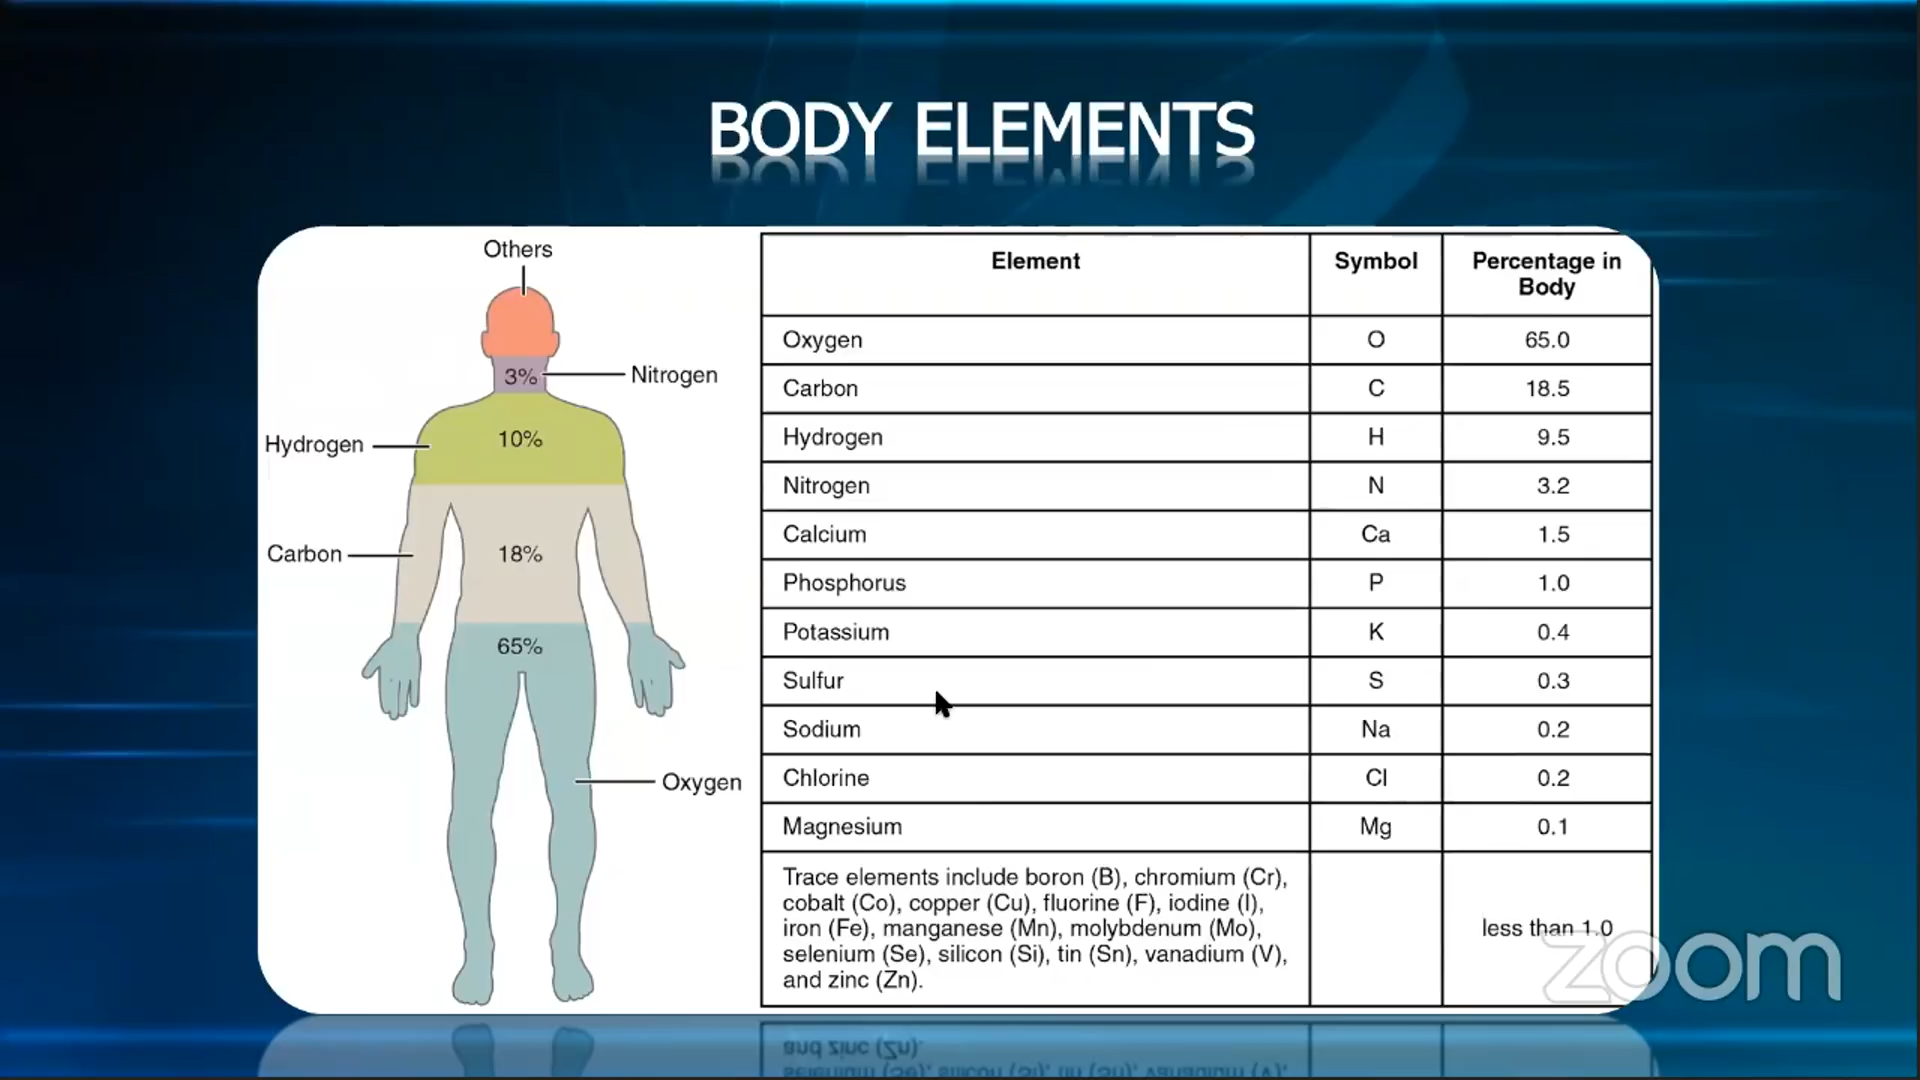 BODY ELEMENTS
Others
3%
Nitrogen
Hydrogen
10%
Carbon
18%
65%
Oxygen
Element Symbol Percentage in
Body
Oxygen O 65.0
Carbon C 18.5
Hydrogen H 9.5
Nitrogen N 3.2
Calcium Ca 1.5
Phosphorus P 1.0
Potassium K 0.4
Sulfur S 0.3
Sodium Na 0.2
Chlorine Cl 0.2
Magnesium Mg 0.1
Trace elements include boron (B), chromium (Cr),
cobalt (Co), copper (Cu), fluorine (F), iodine (I),
iron (Fe), manganese (Mn), molybdenum (Mo),
selenium (Se), silicon (Si), tin (Sn), vanadium (V),
and zinc (Zn).
less than 1.0
zoom